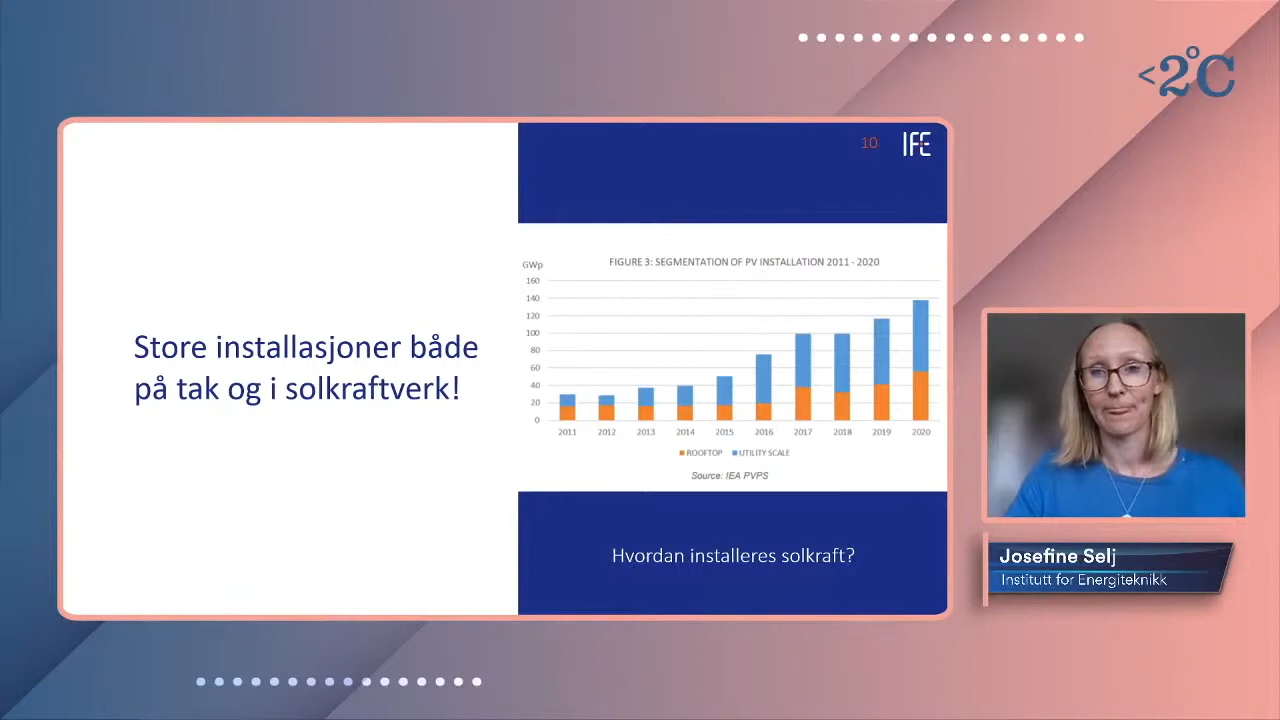 <2°C
10
IFE
Store installasjoner både
på tak og i solkraftverk!
FIGURE 3: SEGMENTATION OF PV INSTALLATION 2011 - 2020
GWp
160
140
120
100
80
60
40
20
0
2011 2012 2013 2014 2015 2016 2017 2018 2019 2020
ROOFTOP UTILITY SCALE
Source: IEA PVPS
Hvordan installeres solkraft?
Josefine Selj
Institutt for Energiteknikk